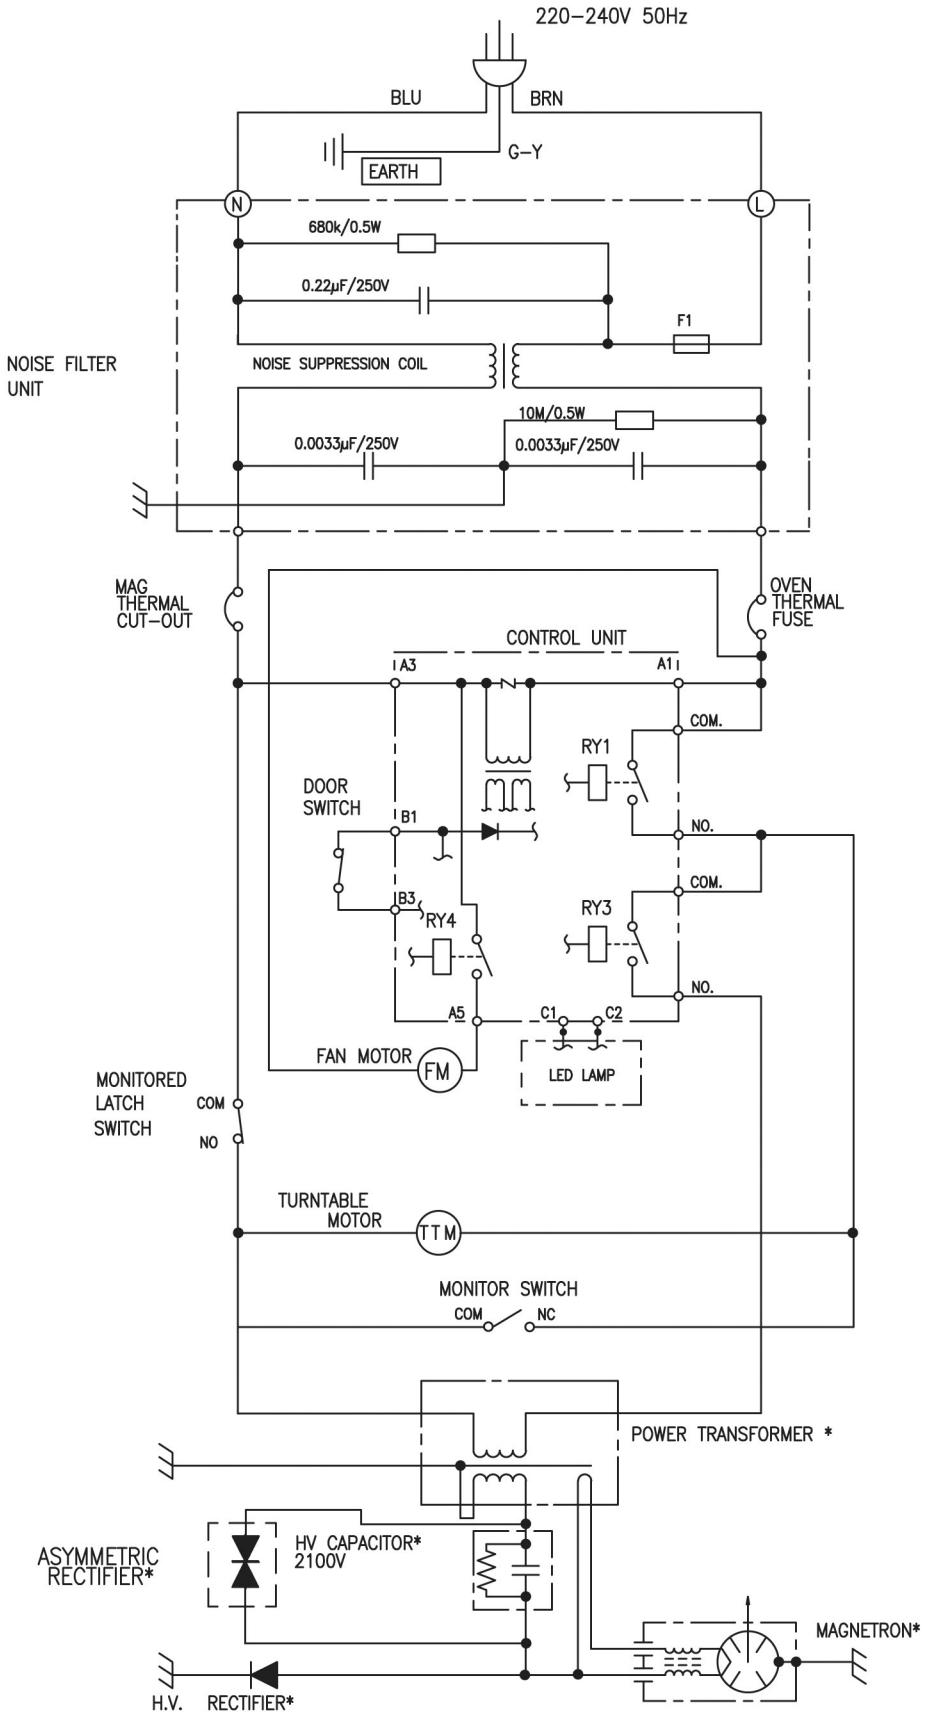 220-240V 50Hz
BLU
BRN
G-Y
EARTH
N
L
680k/0.5W
0.22µF/250V
F1
NOISE FILTER
UNIT
NOISE SUPPRESSION COIL
10M/0.5W
0.0033µF/250V
0.0033µF/250V
MAG
THERMAL
CUT-OUT
OVEN
THERMAL
FUSE
CONTROL UNIT
A3
A1
COM.
RY1
DOOR
SWITCH
B1
NO.
COM.
B3
RY4
RY3
NO.
A5
C1
C2
FAN MOTOR
FM
LED LAMP
MONITORED
LATCH
SWITCH
COM
NO
TURNTABLE
MOTOR
TTM
MONITOR SWITCH
COM
NC
POWER TRANSFORMER *
HV CAPACITOR*
2100V
ASYMMETRIC
RECTIFIER*
MAGNETRON*
H.V. RECTIFIER*